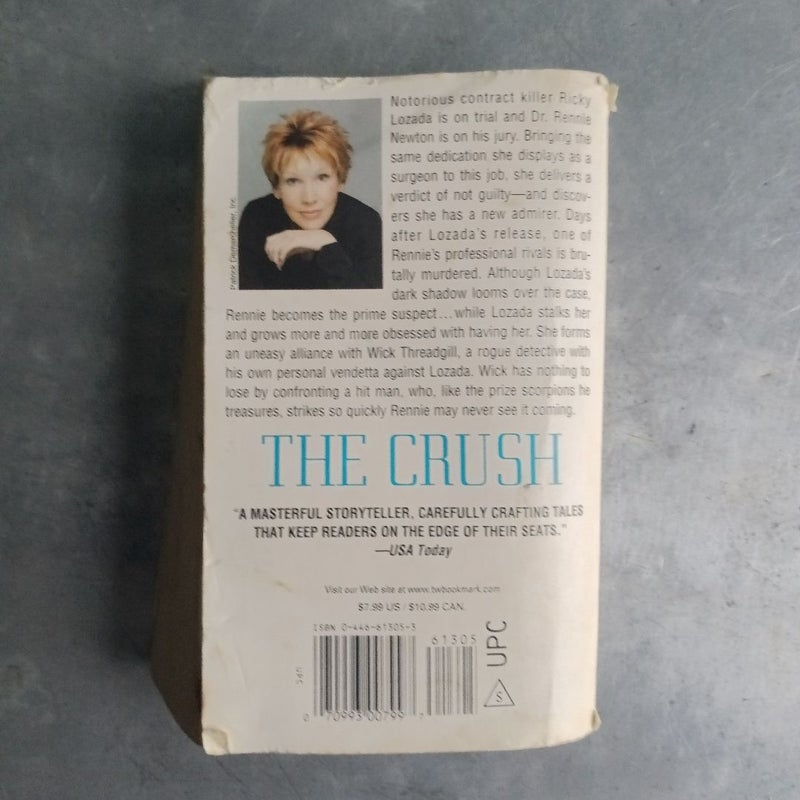 Notorious contract killer Ricky
Lozada is on trial and Dr. Rennie
Newton is on his jury. Bringing the
same dedication she displays as a
surgeon to this job, she delivers a
verdict of not guilty—and discov-
ers she has a new admirer. Days
after Lozada's release, one of
Rennie's professional rivals is bru-
tally murdered. Although Lozada's
dark shadow looms over the case,
Rennie becomes the prime suspect...while Lozada stalks her
and grows more and more obsessed with having her. She forms
an uneasy alliance with Wick Threadgill, a rogue detective with
his own personal vendetta against Lozada. Wick has nothing to
lose by confronting a hit man, who, like the prize scorpions he
treasures, strikes so quickly Rennie may never see it coming.
THE CRUSH
"A MASTERFUL STORYTELLER, CAREFULLY CRAFTING TALES
THAT KEEP READERS ON THE EDGE OF THEIR SEATS."
—USA Today
Visit our Web site at www.twbookmark.com
$7.99 US / $10.99 CAN.
ISBN 0-446-61305-3
61305
UPC
S
0 70993 00799 7